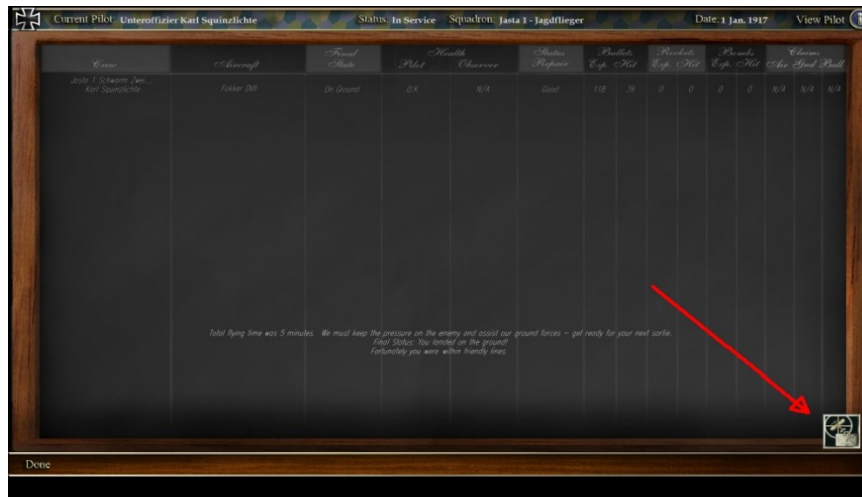 Current Pilot: Unteroffizier Karl Squinzlichte Status: In Service Squadron: Jasta 1 - Jagdflieger Date: 1 Jan. 1917 View Pilot
Final Health Status Bullets Rockets Bombs Claims
Crew Aircraft State Pilot Observer Repair Exp. Hit Exp. Hit Exp. Hit Air Gnd Ball
Jasta 1 Schwarm Zwei...
Karl Squinzlichte Fokker DVII On Ground O.K. N/A Good 118 39 0 0 0 0 N/A N/A N/A
Total flying time was 5 minutes. We must keep the pressure on the enemy and assist our ground forces – get ready for your next sortie.
Final Status: You landed on the ground!
Fortunately you were within friendly lines.
Done